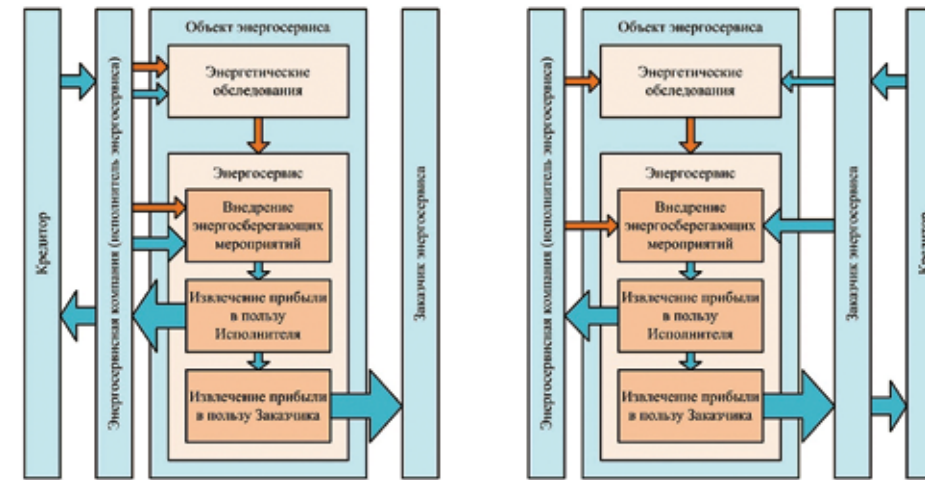 Кредитор
Энергосервисная компания (исполнитель энергосервиса)
Объект энергосервиса
Энергетические
обследования
Энергосервис
Внедрение
энергосберегающих
мероприятий
Извлечение прибыли
в пользу
Исполнителя
Извлечение прибыли
в пользу Заказчика
Заказчик энергосервиса
Энергосервисная компания (исполнитель энергосервиса)
Объект энергосервиса
Энергетические
обследования
Энергосервис
Внедрение
энергосберегающих
мероприятий
Извлечение прибыли
в пользу
Исполнителя
Извлечение прибыли
в пользу Заказчика
Заказчик энергосервиса
Кредитор